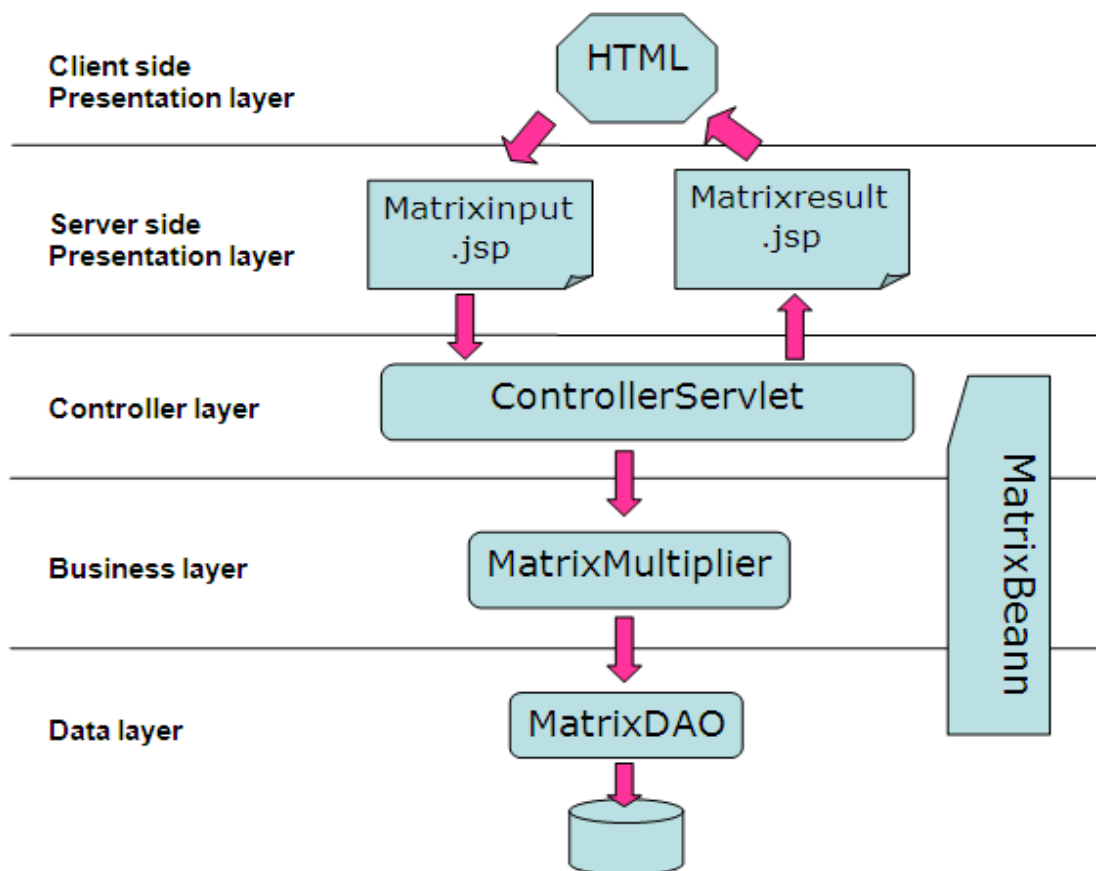 Client side
Presentation layer
HTML
Server side
Presentation layer
Matrixinput
.jsp
Matrixresult
.jsp
Controller layer
ControllerServlet
MatrixBeann
Business layer
MatrixMultiplier
Data layer
MatrixDAO